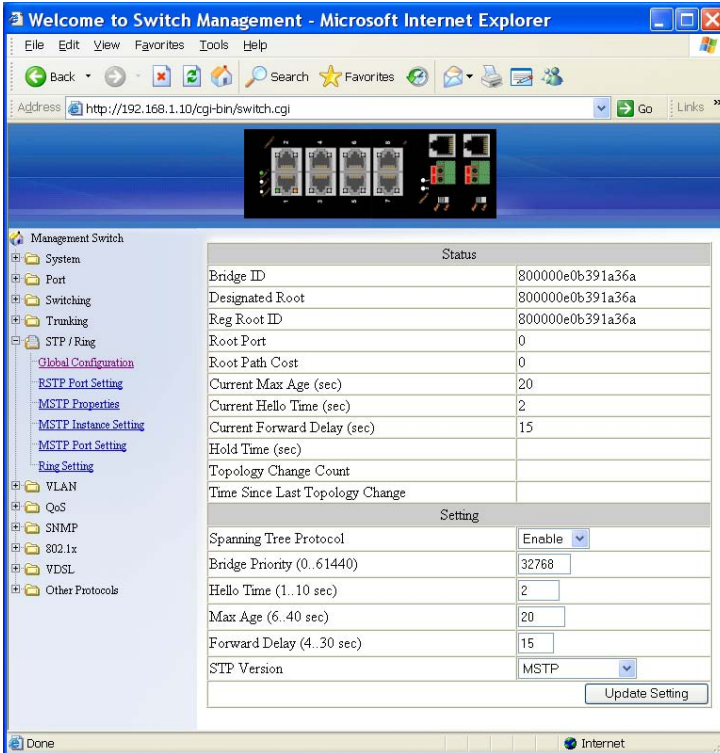 Welcome to Switch Management - Microsoft Internet Explorer
File Edit View Favorites Tools Help
Back Search Favorites
Address http://192.168.1.10/cgi-bin/switch.cgi Go Links »
Management Switch
System
Port
Switching
Trunking
STP / Ring
Global Configuration
RSTP Port Setting
MSTP Properties
MSTP Instance Setting
MSTP Port Setting
Ring Setting
VLAN
QoS
SNMP
802.1x
VDSL
Other Protocols
Status
Bridge ID 800000e0b391a36a
Designated Root 800000e0b391a36a
Reg Root ID 800000e0b391a36a
Root Port 0
Root Path Cost 0
Current Max Age (sec) 20
Current Hello Time (sec) 2
Current Forward Delay (sec) 15
Hold Time (sec)
Topology Change Count
Time Since Last Topology Change
Setting
Spanning Tree Protocol Enable
Bridge Priority (0..61440) 32768
Hello Time (1..10 sec) 2
Max Age (6..40 sec) 20
Forward Delay (4..30 sec) 15
STP Version MSTP
Update Setting
Done Internet